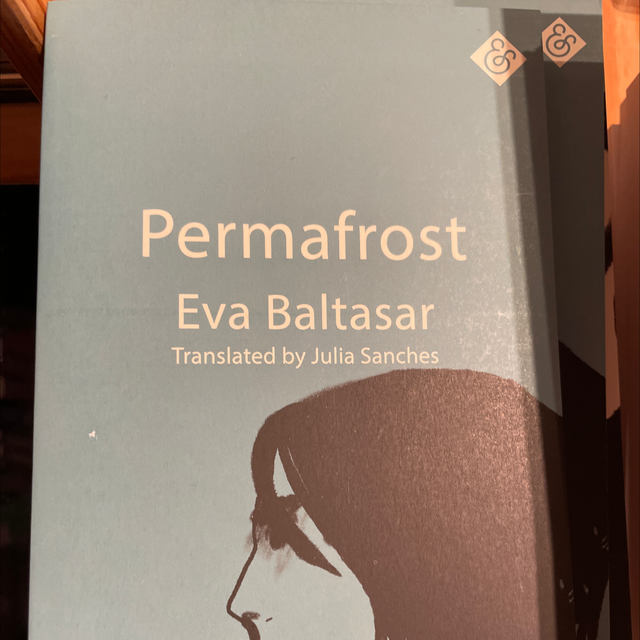 Permafrost
Eva Baltasar
Translated by Julia Sanches